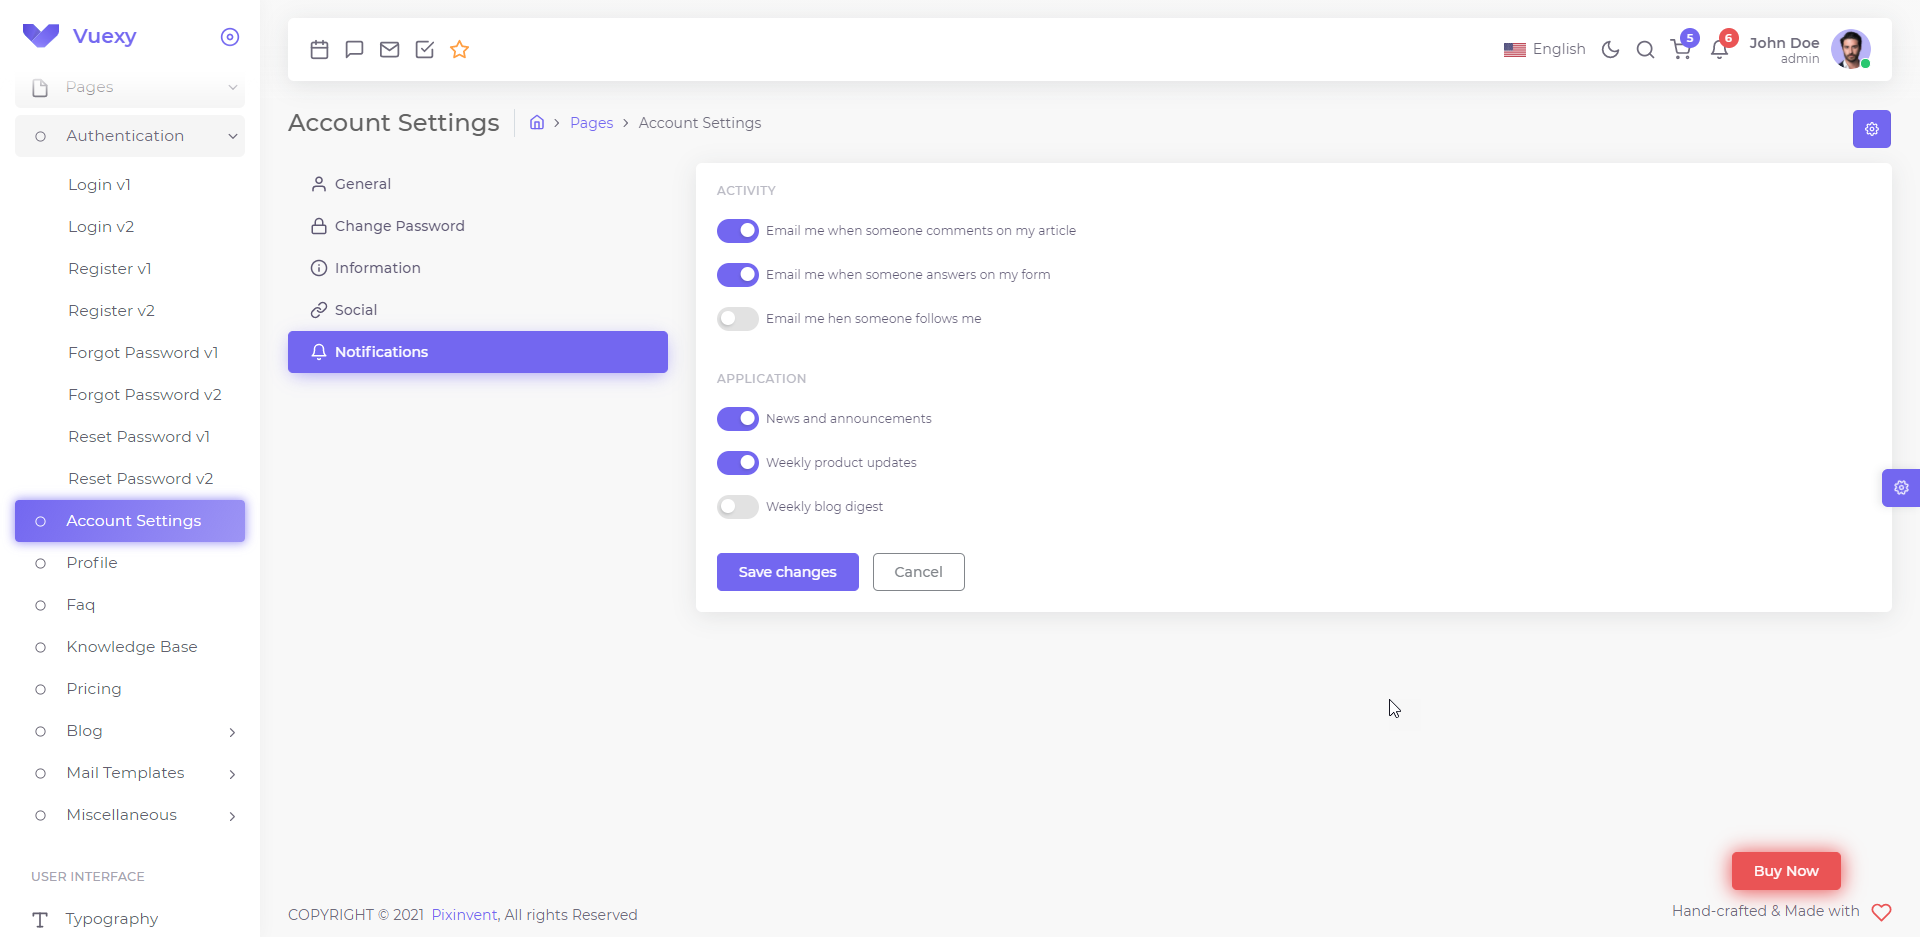 Vuexy
Pages
Authentication
Login v1
Login v2
Register v1
Register v2
Forgot Password v1
Forgot Password v2
Reset Password v1
Reset Password v2
Account Settings
Profile
Faq
Knowledge Base
Pricing
Blog
Mail Templates
Miscellaneous
USER INTERFACE
Typography
English
5
6
John Doe
admin
Account Settings
Pages
Account Settings
General
Change Password
Information
Social
Notifications
ACTIVITY
Email me when someone comments on my article
Email me when someone answers on my form
Email me hen someone follows me
APPLICATION
News and announcements
Weekly product updates
Weekly blog digest
Save changes
Cancel
Buy Now
COPYRIGHT © 2021 Pixinvent, All rights Reserved
Hand-crafted & Made with